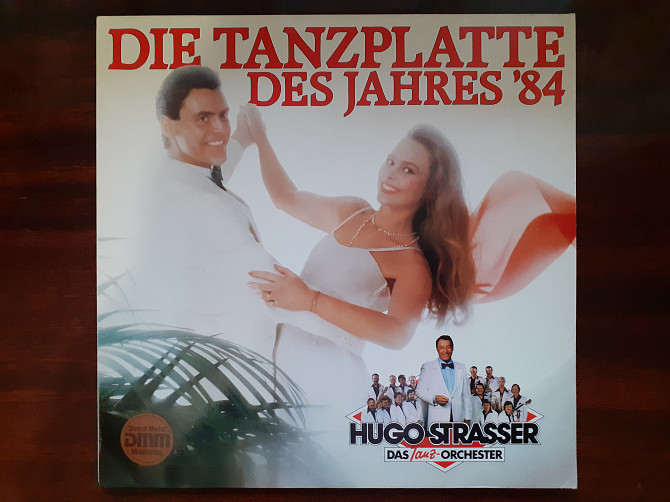 DIE TANZPLATTE
DES JAHRES '84
HUGO STRASSER
DAS Tanz-ORCHESTER
Direct Metal
DMM
Mastering